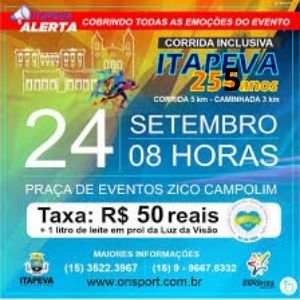 ITAPEVA
ALERTA COBRINDO TODAS AS EMOÇÕES DO EVENTO
CORRIDA INCLUSIVA
ITAPEVA
255 anos
CORRIDA 5 km - CAMINHADA 3 km
24 SETEMBRO
08 HORAS
PRAÇA DE EVENTOS ZICO CAMPOLIM
Taxa: R$ 50 reais
+ 1 litro de leite em prol da Luz da Visão
MAIORES INFORMAÇÕES
(15) 3522.3967 (15) 9 - 9667.8332
www.onsport.com.br
ITAPEVA
ESPORTES